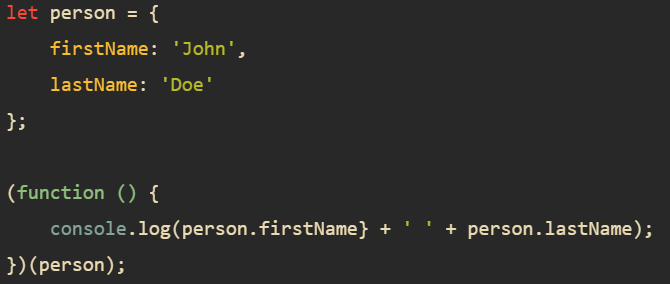 let person = {
    firstName: 'John',
    lastName: 'Doe'
};
(function () {
    console.log(person.firstName} + ' ' + person.lastName);
})(person);